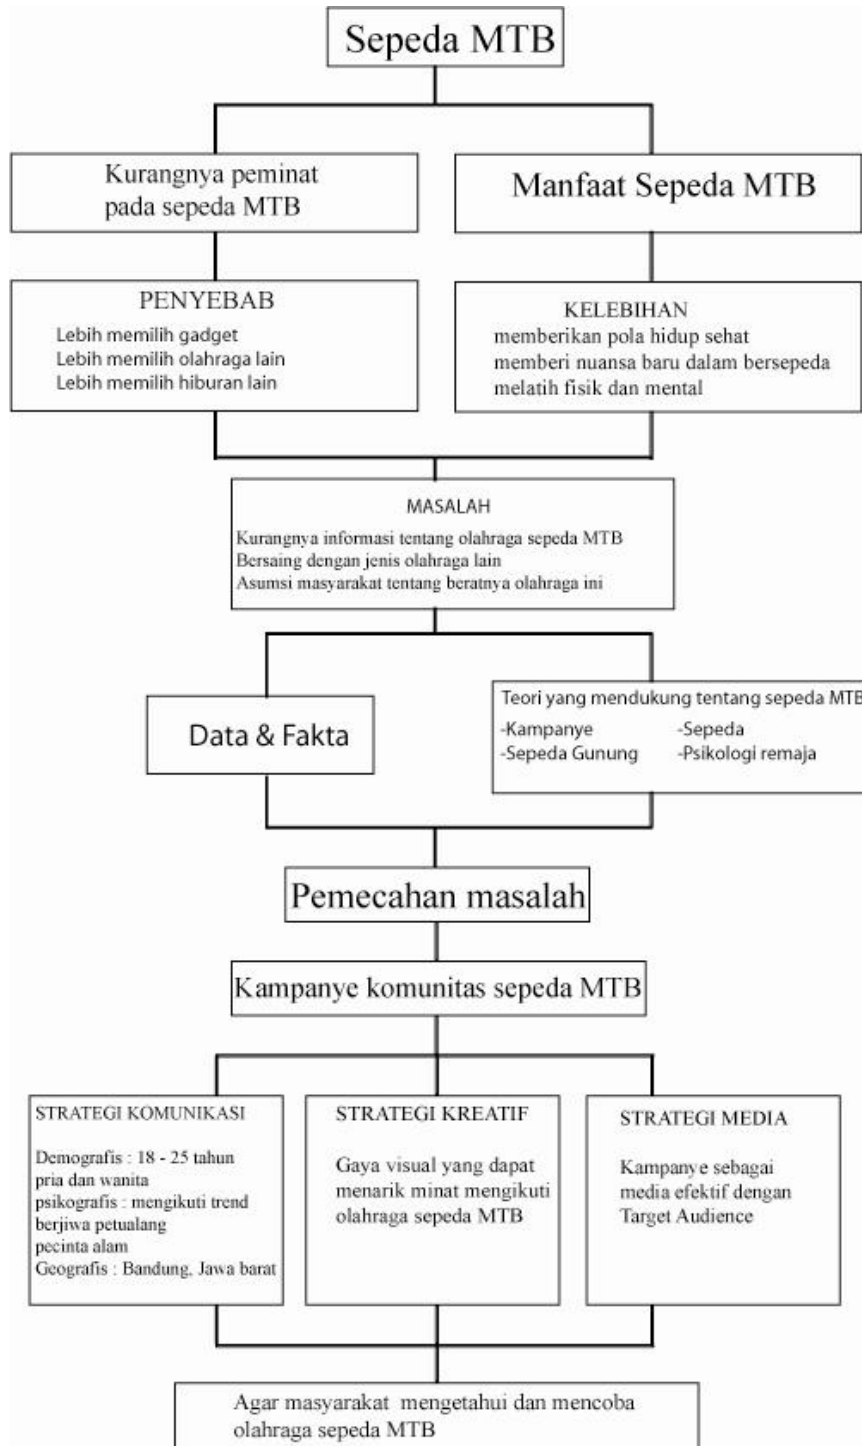 Sepeda MTB
Kurangnya peminat
pada sepeda MTB
Manfaat Sepeda MTB
PENYEBAB
Lebih memilih gadget
Lebih memilih olahraga lain
Lebih memilih hiburan lain
KELEBIHAN
memberikan pola hidup sehat
memberi nuansa baru dalam bersepeda
melatih fisik dan mental
MASALAH
Kurangnya informasi tentang olahraga sepeda MTB
Bersaing dengan jenis olahraga lain
Asumsi masyarakat tentang beratnya olahraga ini
Data & Fakta
Teori yang mendukung tentang sepeda MTB
-Kampanye -Sepeda
-Sepeda Gunung -Psikologi remaja
Pemecahan masalah
Kampanye komunitas sepeda MTB
STRATEGI KOMUNIKASI
Demografis : 18 - 25 tahun
pria dan wanita
psikografis : mengikuti trend
berjiwa petualang
pecinta alam
Geografis : Bandung, Jawa barat
STRATEGI KREATIF
Gaya visual yang dapat
menarik minat mengikuti
olahraga sepeda MTB
STRATEGI MEDIA
Kampanye sebagai
media efektif dengan
Target Audience
Agar masyarakat mengetahui dan mencoba
olahraga sepeda MTB